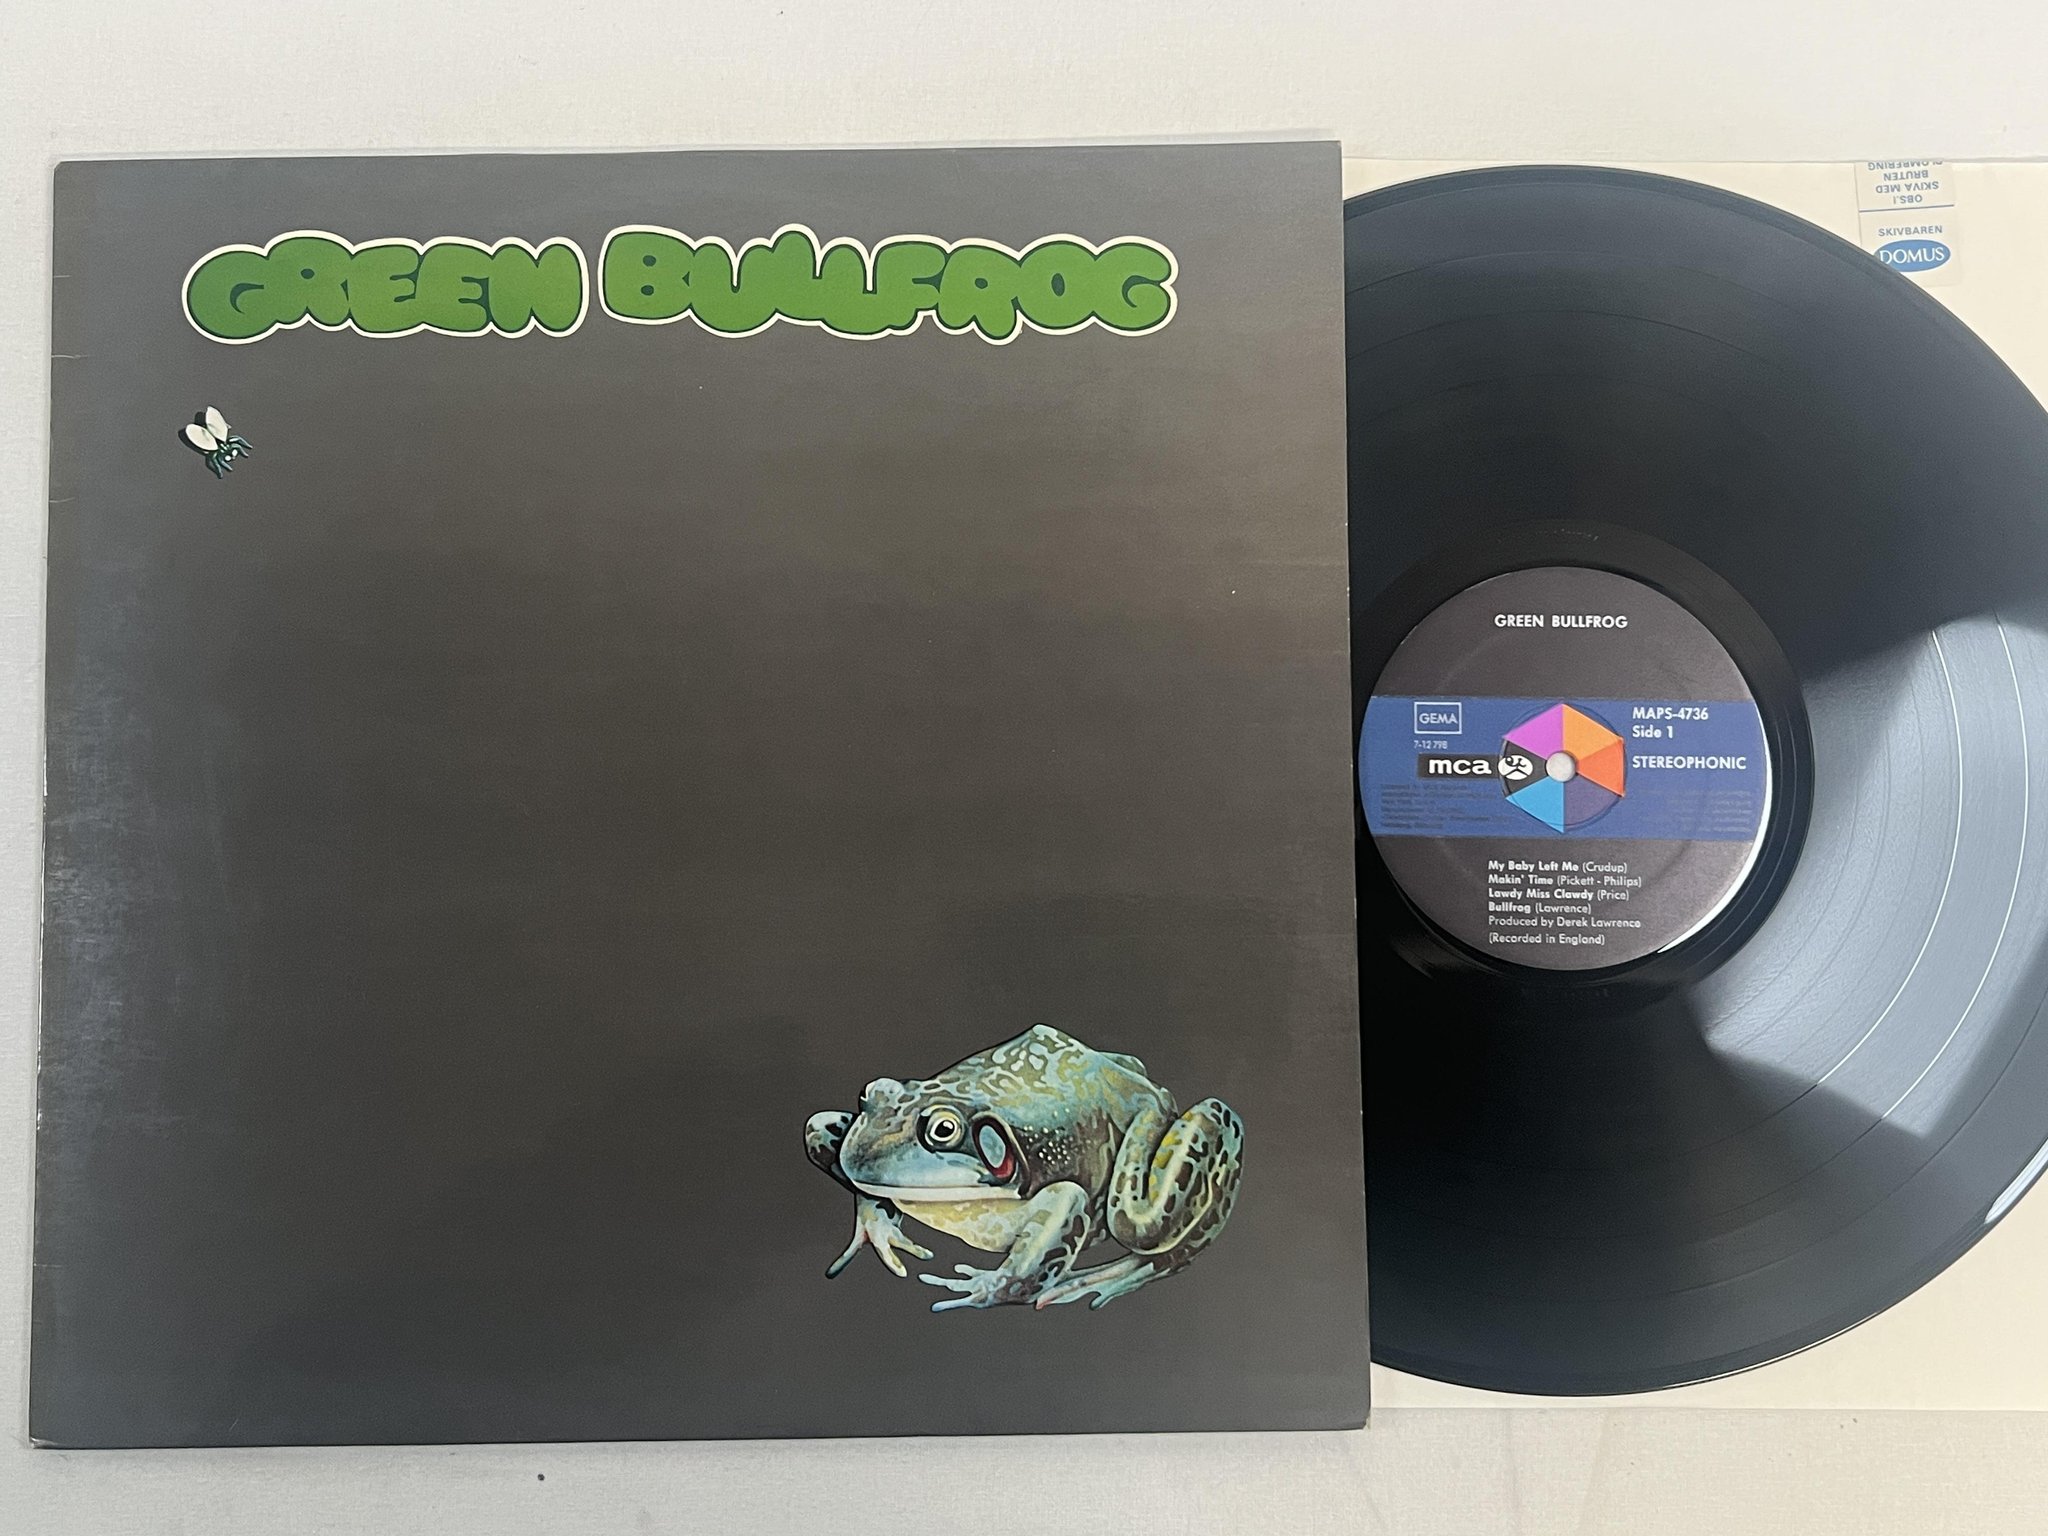 GREEN BULLFROG
OBS.!
SKIVA MED
BRUTEN
PLOMBERING
SKIVBAREN
DOMUS
GREEN BULLFROG
GEMA
7-12 798
mca
MAPS-4736
Side 1
STEREOPHONIC
My Baby Left Me (Crudup)
Makin' Time (Pickett - Philips)
Lawdy Miss Clawdy (Price)
Bullfrog (Lawrence)
Produced by Derek Lawrence
(Recorded in England)